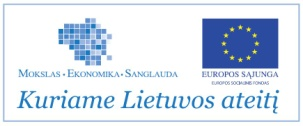 MOKSLAS • EKONOMIKA • SANGLAUDA
EUROPOS SĄJUNGA
EUROPOS SOCIALINIS FONDAS
Kuriame Lietuvos ateitį